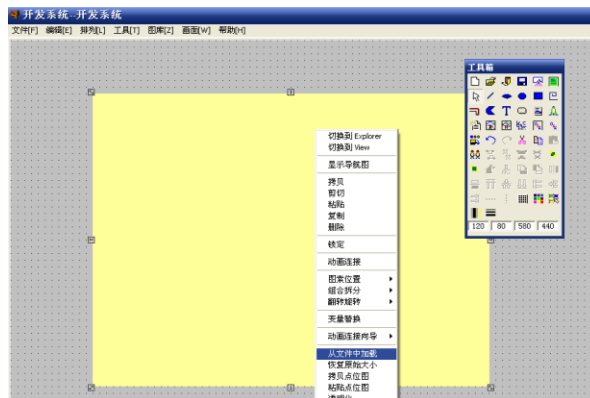 开发系统--开发系统
文件[F] 编辑[E] 排列[L] 工具[T] 图库[Z] 画面[W] 帮助[H]
工具箱
T
120 80 580 440
切换到 Explorer
切换到 View
显示导航图
拷贝
剪切
粘贴
复制
删除
锁定
动画连接
图素位置
组合拆分
翻转旋转
变量替换
动画连接向导
从文件中加载
恢复原始大小
拷贝点位图
粘贴点位图
透明化